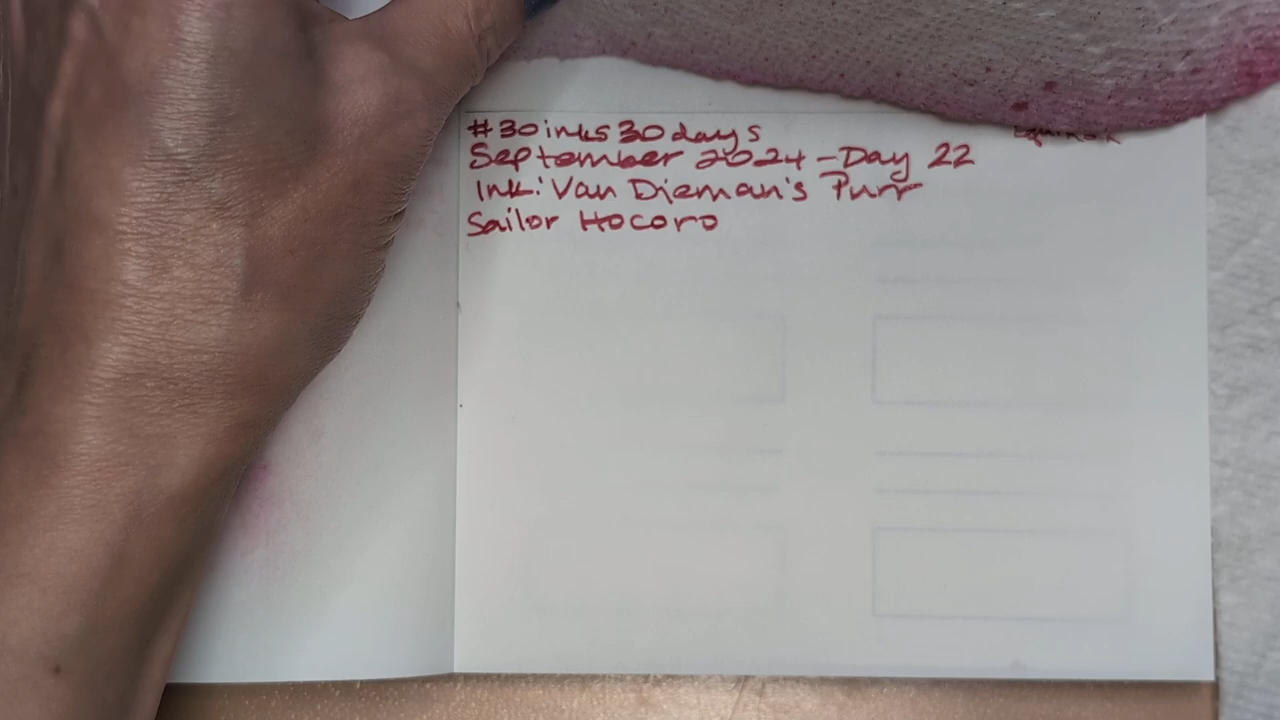 #30inks30days
September 2024 - Day 22
Ink: Van Dieman's Purr
Sailor Hocoro